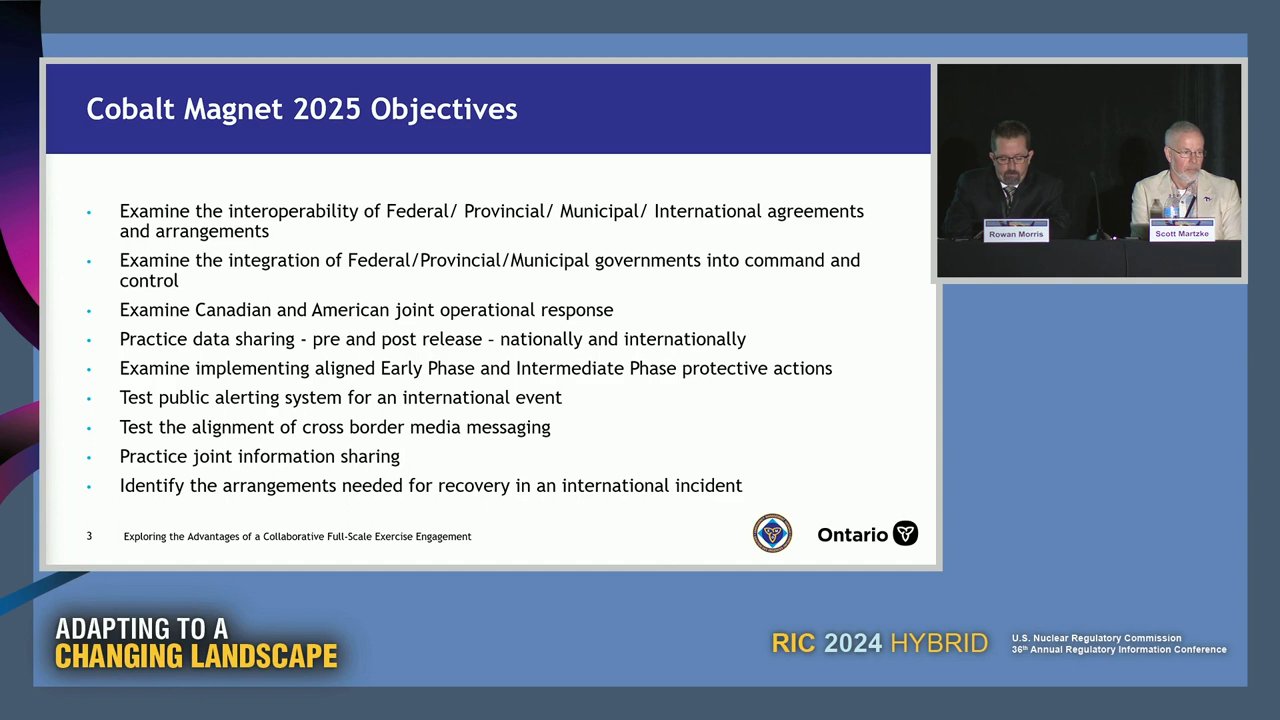 Cobalt Magnet 2025 Objectives
Examine the interoperability of Federal/ Provincial/ Municipal/ International agreements
and arrangements
Examine the integration of Federal/Provincial/Municipal governments into command and
control
Examine Canadian and American joint operational response
Practice data sharing - pre and post release – nationally and internationally
Examine implementing aligned Early Phase and Intermediate Phase protective actions
Test public alerting system for an international event
Test the alignment of cross border media messaging
Practice joint information sharing
Identify the arrangements needed for recovery in an international incident
3 Exploring the Advantages of a Collaborative Full-Scale Exercise Engagement
Ontario
Rowan Morris
Scott Martzke
ADAPTING TO A
CHANGING LANDSCAPE
RIC 2024 HYBRID
U.S. Nuclear Regulatory Commission
36th Annual Regulatory Information Conference